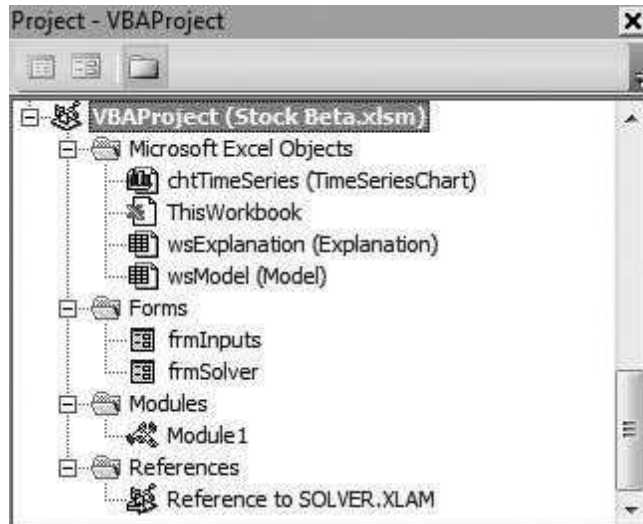 Project - VBAProject
VBAProject (Stock Beta.xlsm)
Microsoft Excel Objects
chtTimeSeries (TimeSeriesChart)
ThisWorkbook
wsExplanation (Explanation)
wsModel (Model)
Forms
frmInputs
frmSolver
Modules
Module1
References
Reference to SOLVER.XLAM